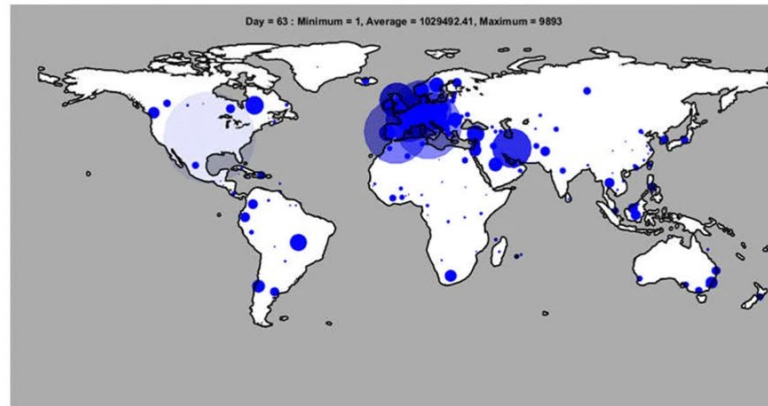 Day = 63 : Minimum = 1, Average = 1029492.41, Maximum = 9893